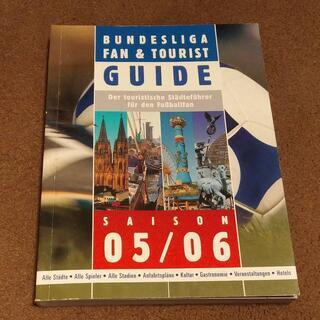 BUNDESLIGA
FAN & TOURIST
GUIDE
Der touristische Städteführer
für den Fußballfan
SAISON
05/06
Alle Städte • Alle Spieler • Alle Stadien • Anfahrtspläne • Kultur • Gastronomie • Veranstaltungen • Hotels